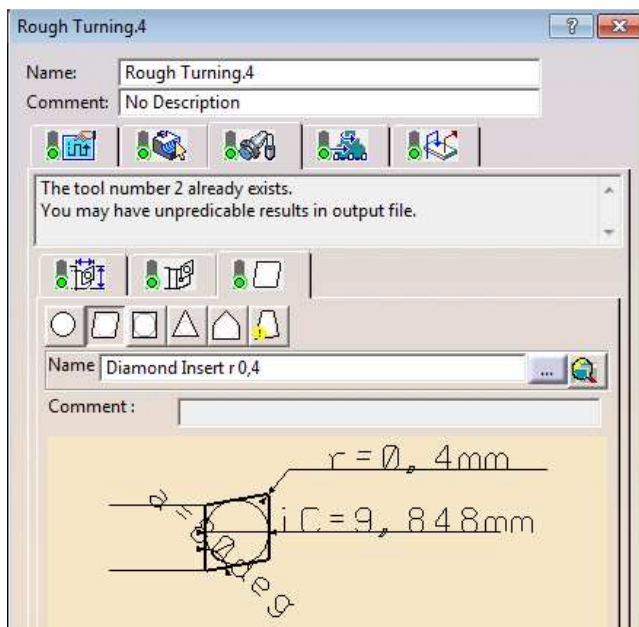 Rough Turning.4
Name:
Rough Turning.4
Comment:
No Description
The tool number 2 already exists.
You may have unpredicable results in output file.
Name
Diamond Insert r 0,4
...
Comment :
r=0, 4mm
iC=9, 848mm
a=80deg